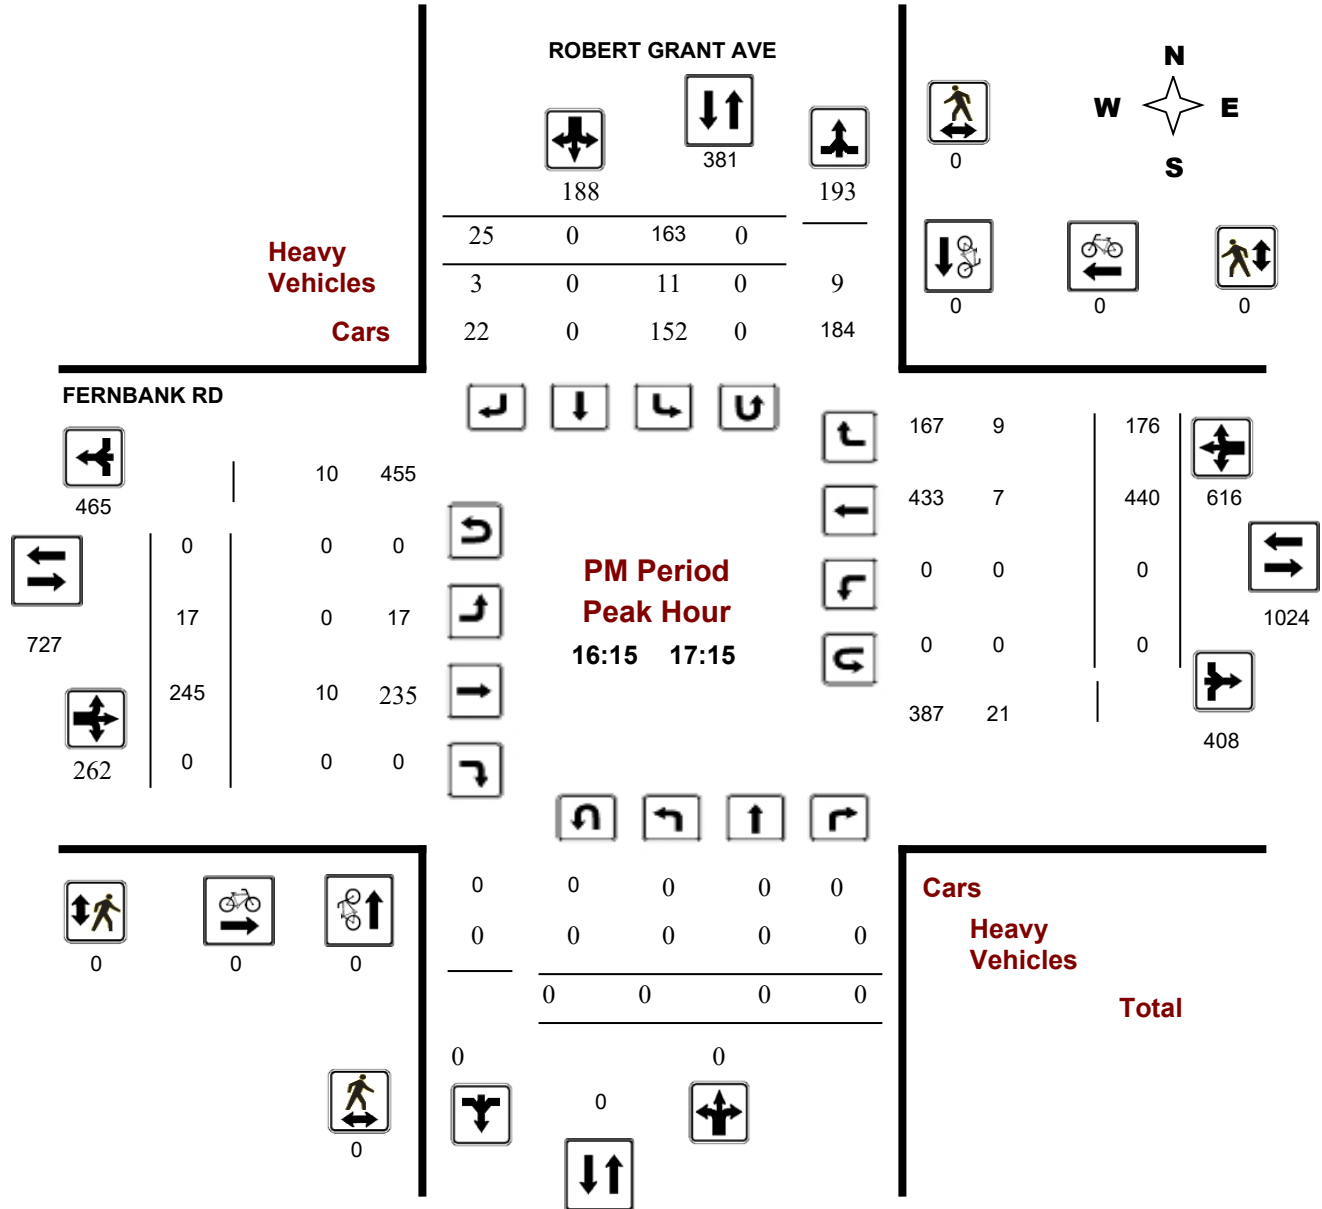 ROBERT GRANT AVE
N
W E
S
381
0
188 193
25 0 163 0
Heavy
Vehicles
3 0 11 0 9
0 0 0
Cars
22 0 152 0 184
FERNBANK RD
167 9 176
10 455
465
433 7 440 616
0 0 0
PM Period
0 0 0
17 0 17
Peak Hour
1024
727
16:15 17:15
0 0 0
245 10 235
387 21
408
262 0 0 0
0 0 0 0 0
Cars
0 0 0 0 0
Heavy
Vehicles
0 0 0
0 0 0 0
Total
0 0
0
0